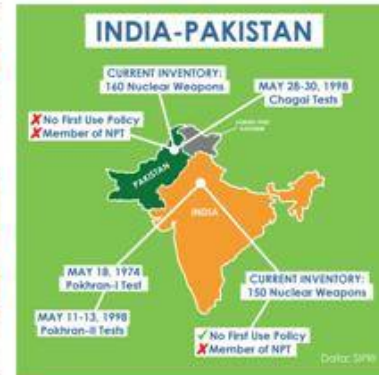 INDIA-PAKISTAN
CURRENT INVENTORY:
160 Nuclear Weapons
MAY 28-30, 1998
Chagai Tests
✗ No First Use Policy
✗ Member of NPT
PAKISTAN
INDIA
MAY 18, 1974
Pokhran-I Test
MAY 11-13, 1998
Pokhran-II Tests
CURRENT INVENTORY:
150 Nuclear Weapons
✓ No First Use Policy
✗ Member of NPT
Data: SIPRI